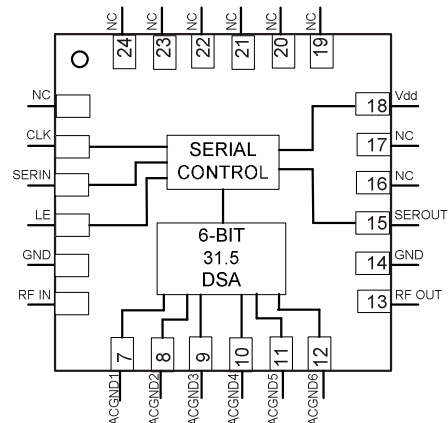 NC
NC
NC
NC
NC
NC
24
23
22
21
20
19
NC
CLK
SERIN
LE
GND
RF IN
SERIAL
CONTROL
6-BIT
31.5
DSA
18 Vdd
17 NC
16 NC
15 SEROUT
14 GND
13 RF OUT
7
8
9
10
11
12
ACGND1
ACGND2
ACGND3
ACGND4
ACGND5
ACGND6